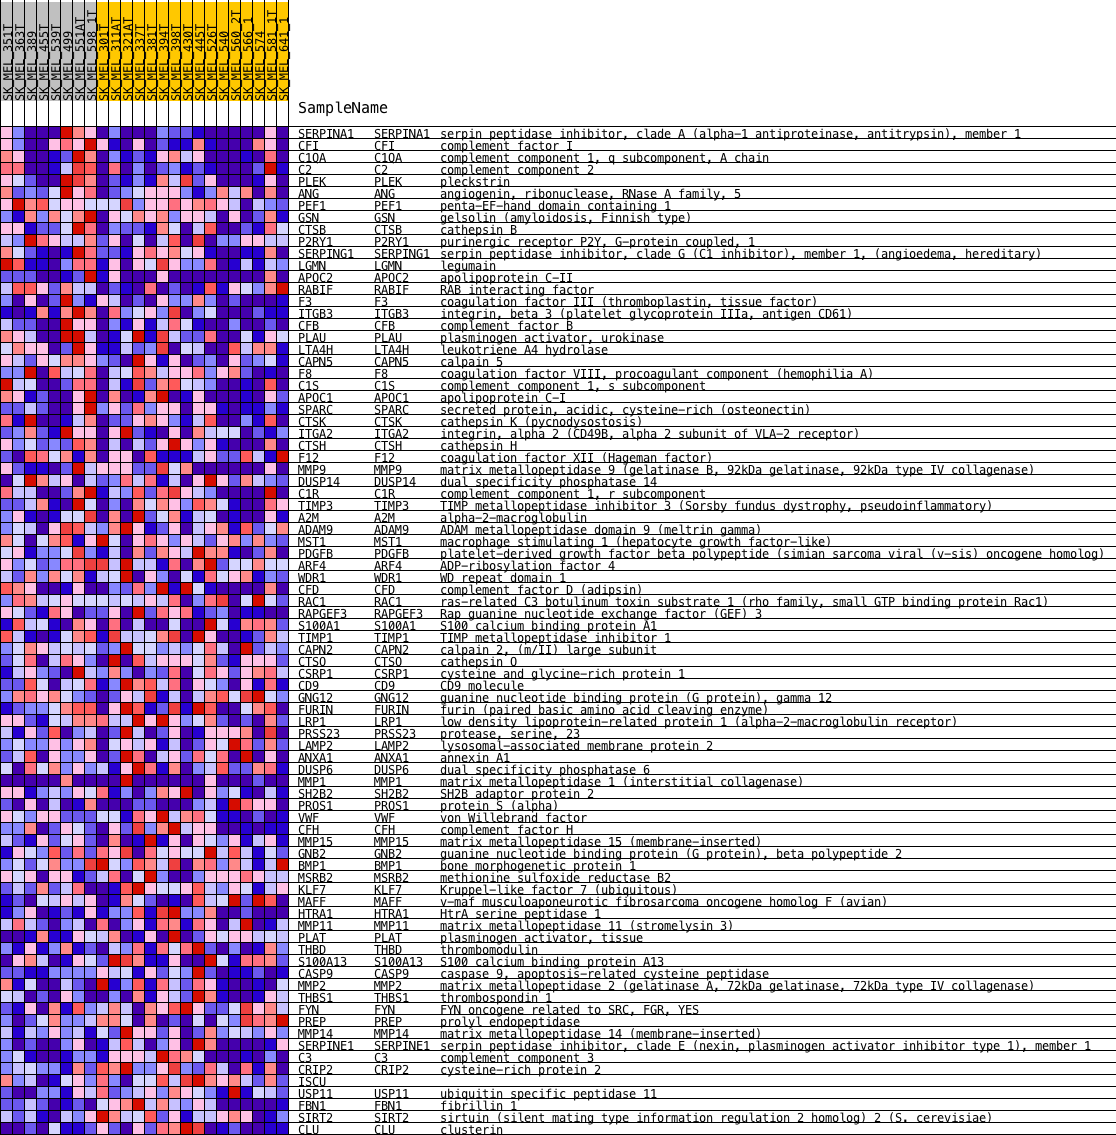 SK_MEL_351T
SK_MEL_363T
SK_MEL_389
SK_MEL_455T
SK_MEL_539T
SK_MEL_499
SK_MEL_551AT
SK_MEL_598_1T
SK_MEL_301T
SK_MEL_311AT
SK_MEL_321AT
SK_MEL_337T
SK_MEL_381T
SK_MEL_394T
SK_MEL_398T
SK_MEL_430T
SK_MEL_445T
SK_MEL_526T
SK_MEL_540
SK_MEL_560_2T
SK_MEL_566_1
SK_MEL_574
SK_MEL_581_1T
SK_MEL_641_1
SampleName
SERPINA1 SERPINA1 serpin peptidase inhibitor, clade A (alpha-1 antiproteinase, antitrypsin), member 1
CFI CFI complement factor I
C1QA C1QA complement component 1, q subcomponent, A chain
C2 C2 complement component 2
PLEK PLEK pleckstrin
ANG ANG angiogenin, ribonuclease, RNase A family, 5
PEF1 PEF1 penta-EF-hand domain containing 1
GSN GSN gelsolin (amyloidosis, Finnish type)
CTSB CTSB cathepsin B
P2RY1 P2RY1 purinergic receptor P2Y, G-protein coupled, 1
SERPING1 SERPING1 serpin peptidase inhibitor, clade G (C1 inhibitor), member 1, (angioedema, hereditary)
LGMN LGMN legumain
APOC2 APOC2 apolipoprotein C-II
RABIF RABIF RAB interacting factor
F3 F3 coagulation factor III (thromboplastin, tissue factor)
ITGB3 ITGB3 integrin, beta 3 (platelet glycoprotein IIIa, antigen CD61)
CFB CFB complement factor B
PLAU PLAU plasminogen activator, urokinase
LTA4H LTA4H leukotriene A4 hydrolase
CAPN5 CAPN5 calpain 5
F8 F8 coagulation factor VIII, procoagulant component (hemophilia A)
C1S C1S complement component 1, s subcomponent
APOC1 APOC1 apolipoprotein C-I
SPARC SPARC secreted protein, acidic, cysteine-rich (osteonectin)
CTSK CTSK cathepsin K (pycnodysostosis)
ITGA2 ITGA2 integrin, alpha 2 (CD49B, alpha 2 subunit of VLA-2 receptor)
CTSH CTSH cathepsin H
F12 F12 coagulation factor XII (Hageman factor)
MMP9 MMP9 matrix metallopeptidase 9 (gelatinase B, 92kDa gelatinase, 92kDa type IV collagenase)
DUSP14 DUSP14 dual specificity phosphatase 14
C1R C1R complement component 1, r subcomponent
TIMP3 TIMP3 TIMP metallopeptidase inhibitor 3 (Sorsby fundus dystrophy, pseudoinflammatory)
A2M A2M alpha-2-macroglobulin
ADAM9 ADAM9 ADAM metallopeptidase domain 9 (meltrin gamma)
MST1 MST1 macrophage stimulating 1 (hepatocyte growth factor-like)
PDGFB PDGFB platelet-derived growth factor beta polypeptide (simian sarcoma viral (v-sis) oncogene homolog)
ARF4 ARF4 ADP-ribosylation factor 4
WDR1 WDR1 WD repeat domain 1
CFD CFD complement factor D (adipsin)
RAC1 RAC1 ras-related C3 botulinum toxin substrate 1 (rho family, small GTP binding protein Rac1)
RAPGEF3 RAPGEF3 Rap guanine nucleotide exchange factor (GEF) 3
S100A1 S100A1 S100 calcium binding protein A1
TIMP1 TIMP1 TIMP metallopeptidase inhibitor 1
CAPN2 CAPN2 calpain 2, (m/II) large subunit
CTSO CTSO cathepsin O
CSRP1 CSRP1 cysteine and glycine-rich protein 1
CD9 CD9 CD9 molecule
GNG12 GNG12 guanine nucleotide binding protein (G protein), gamma 12
FURIN FURIN furin (paired basic amino acid cleaving enzyme)
LRP1 LRP1 low density lipoprotein-related protein 1 (alpha-2-macroglobulin receptor)
PRSS23 PRSS23 protease, serine, 23
LAMP2 LAMP2 lysosomal-associated membrane protein 2
ANXA1 ANXA1 annexin A1
DUSP6 DUSP6 dual specificity phosphatase 6
MMP1 MMP1 matrix metallopeptidase 1 (interstitial collagenase)
SH2B2 SH2B2 SH2B adaptor protein 2
PROS1 PROS1 protein S (alpha)
VWF VWF von Willebrand factor
CFH CFH complement factor H
MMP15 MMP15 matrix metallopeptidase 15 (membrane-inserted)
GNB2 GNB2 guanine nucleotide binding protein (G protein), beta polypeptide 2
BMP1 BMP1 bone morphogenetic protein 1
MSRB2 MSRB2 methionine sulfoxide reductase B2
KLF7 KLF7 Kruppel-like factor 7 (ubiquitous)
MAFF MAFF v-maf musculoaponeurotic fibrosarcoma oncogene homolog F (avian)
HTRA1 HTRA1 HtrA serine peptidase 1
MMP11 MMP11 matrix metallopeptidase 11 (stromelysin 3)
PLAT PLAT plasminogen activator, tissue
THBD THBD thrombomodulin
S100A13 S100A13 S100 calcium binding protein A13
CASP9 CASP9 caspase 9, apoptosis-related cysteine peptidase
MMP2 MMP2 matrix metallopeptidase 2 (gelatinase A, 72kDa gelatinase, 72kDa type IV collagenase)
THBS1 THBS1 thrombospondin 1
FYN FYN FYN oncogene related to SRC, FGR, YES
PREP PREP prolyl endopeptidase
MMP14 MMP14 matrix metallopeptidase 14 (membrane-inserted)
SERPINE1 SERPINE1 serpin peptidase inhibitor, clade E (nexin, plasminogen activator inhibitor type 1), member 1
C3 C3 complement component 3
CRIP2 CRIP2 cysteine-rich protein 2
ISCU
USP11 USP11 ubiquitin specific peptidase 11
FBN1 FBN1 fibrillin 1
SIRT2 SIRT2 sirtuin (silent mating type information regulation 2 homolog) 2 (S. cerevisiae)
CLU CLU clusterin